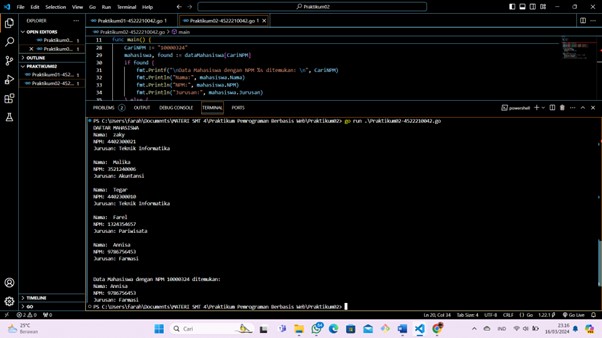 File Edit Selection View Go Run Terminal Help
Praktikum02
EXPLORER
OPEN EDITORS
Praktikum0... 1
Praktikum0... 1
OUTLINE
PRAKTIKUM02
Praktikum01-452... 1
Praktikum02-452... 1
TIMELINE
GO
Praktikum01-4522210042.go 1
Praktikum02-4522210042.go 1
Praktikum02-4522210042.go > main
11 func main() {
28 CariNPM := "10000324"
29 mahasiswa, found := dataMahasiswa[CariNPM]
30 if found {
31 fmt.Printf("\nData Mahasiswa dengan NPM %s ditemukan: \n", CariNPM)
32 fmt.Println("Nama:", mahasiswa.Nama)
33 fmt.Println("NPM:", mahasiswa.NPM)
34 fmt.Println("Jurusan:", mahasiswa.Jurusan)
PROBLEMS 2 OUTPUT DEBUG CONSOLE TERMINAL PORTS
powershell
PS C:\Users\farah\Documents\MATERI SMT 4\Praktikum Pemrograman Berbasis Web\Praktikum02> go run .\Praktikum02-4522210042.go
DAFTAR MAHASISWA
Nama: zaky
NPM: 4402300021
Jurusan: Teknik Informatika
Nama: Malika
NPM: 3521240006
Jurusan: Akuntansi
Nama: Tegar
NPM: 4402300010
Jurusan: Teknik Informatika
Nama: Farel
NPM: 1324354657
Jurusan: Pariwisata
Nama: Annisa
NPM: 9786756453
Jurusan: Farmasi
Data Mahasiswa dengan NPM 10000324 ditemukan:
Nama: Annisa
NPM: 9786756453
Jurusan: Farmasi
PS C:\Users\farah\Documents\MATERI SMT 4\Praktikum Pemrograman Berbasis Web\Praktikum02>
2 0 0 Ln 20, Col 34 Tab Size: 4 UTF-8 CRLF Go 1.22.1 Go Live
25°C
Berawan
Cari
IND
23:16
16/03/2024